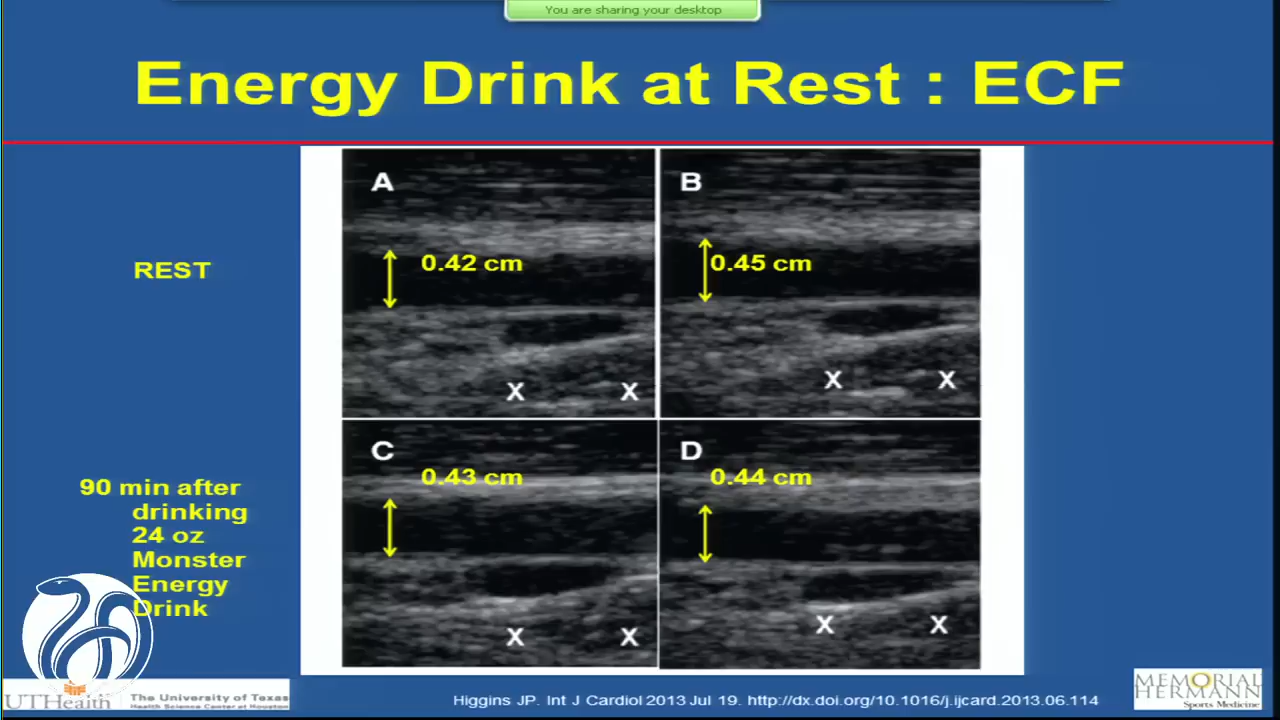 You are sharing your desktop
Energy Drink at Rest : ECF
A
B
REST
0.42 cm
0.45 cm
X X
X X
C
D
0.43 cm
0.44 cm
90 min after
drinking
24 oz
Monster
Energy
Drink
X X
X X
UTHealth
The University of Texas
Health Science Center at Houston
Higgins JP. Int J Cardiol 2013 Jul 19. http://dx.doi.org/10.1016/j.ijcard.2013.06.114
MEMORIAL
HERMANN
Sports Medicine